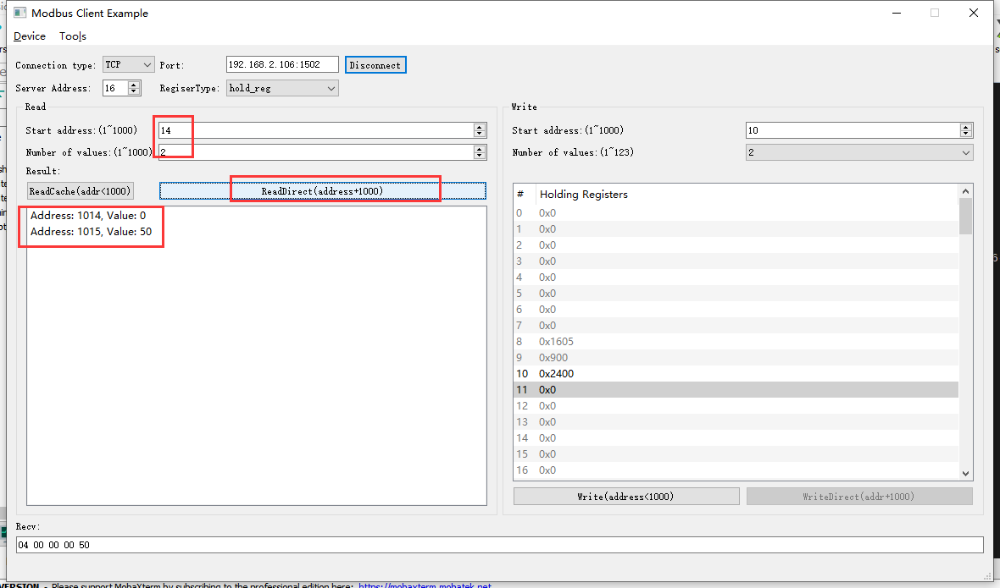 Modbus Client Example
Device Tools
Connection type: TCP Port: 192.168.2.106:1502 Disconnect
Server Address: 16 RegiserType: hold_reg
Read
Start address:(1~1000) 14
Number of values:(1~1000) 2
Result:
ReadCache(addr<1000) ReadDirect(address+1000)
Address: 1014, Value: 0
Address: 1015, Value: 50
Write
Start address:(1~1000) 10
Number of values:(1~123) 2
# Holding Registers
0 0x0
1 0x0
2 0x0
3 0x0
4 0x0
5 0x0
6 0x0
7 0x0
8 0x1605
9 0x900
10 0x2400
11 0x0
12 0x0
13 0x0
14 0x0
15 0x0
16 0x0
Write(address<1000) WriteDirect(addr+1000)
Recv:
04 00 00 00 50
VERSION - Please support MobaXterm by subscribing to the professional edition here: https://mobaxterm.mobatek.net